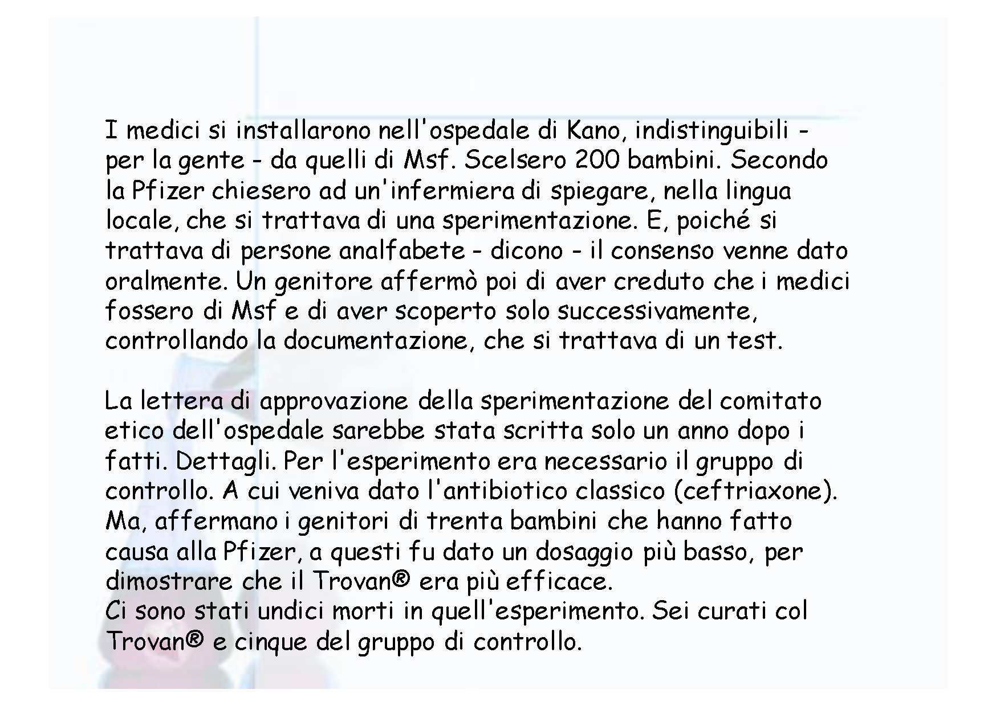 I medici si installarono nell'ospedale di Kano, indistinguibili -
per la gente - da quelli di Msf. Scelsero 200 bambini. Secondo
la Pfizer chiesero ad un'infermiera di spiegare, nella lingua
locale, che si trattava di una sperimentazione. E, poiché si
trattava di persone analfabete - dicono - il consenso venne dato
oralmente. Un genitore affermò poi di aver creduto che i medici
fossero di Msf e di aver scoperto solo successivamente,
controllando la documentazione, che si trattava di un test.
La lettera di approvazione della sperimentazione del comitato
etico dell'ospedale sarebbe stata scritta solo un anno dopo i
fatti. Dettagli. Per l'esperimento era necessario il gruppo di
controllo. A cui veniva dato l'antibiotico classico (ceftriaxone).
Ma, affermano i genitori di trenta bambini che hanno fatto
causa alla Pfizer, a questi fu dato un dosaggio più basso, per
dimostrare che il Trovan® era più efficace.
Ci sono stati undici morti in quell'esperimento. Sei curati col
Trovan® e cinque del gruppo di controllo.